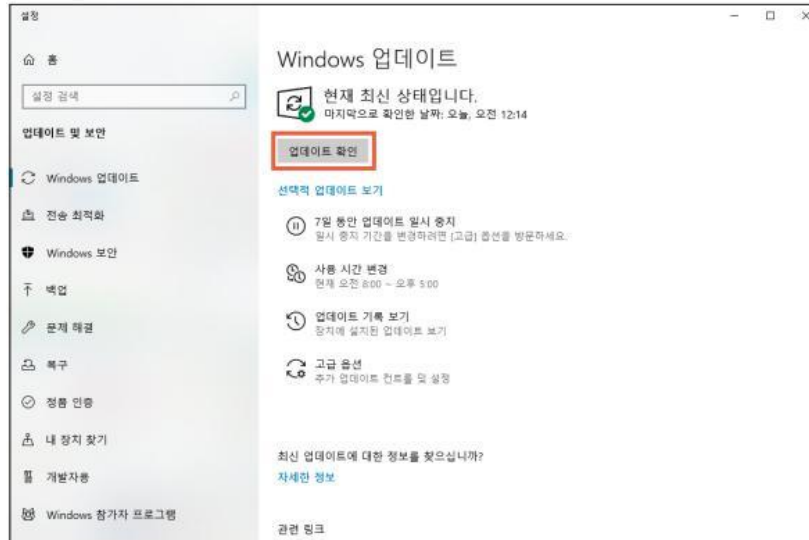 설정
홈
설정 검색
업데이트 및 보안
Windows 업데이트
전송 최적화
Windows 보안
백업
문제 해결
복구
정품 인증
내 장치 찾기
개발자용
Windows 참가자 프로그램
Windows 업데이트
현재 최신 상태입니다.
마지막으로 확인한 날짜: 오늘, 오전 12:14
업데이트 확인
선택적 업데이트 보기
7일 동안 업데이트 일시 중지
일시 중지 기간을 변경하려면 [고급] 옵션을 방문하세요.
사용 시간 변경
현재 오전 8:00 ~ 오후 5:00
업데이트 기록 보기
장치에 설치된 업데이트 보기
고급 옵션
추가 업데이트 컨트롤 및 설정
최신 업데이트에 대한 정보를 찾으십니까?
자세한 정보
관련 링크